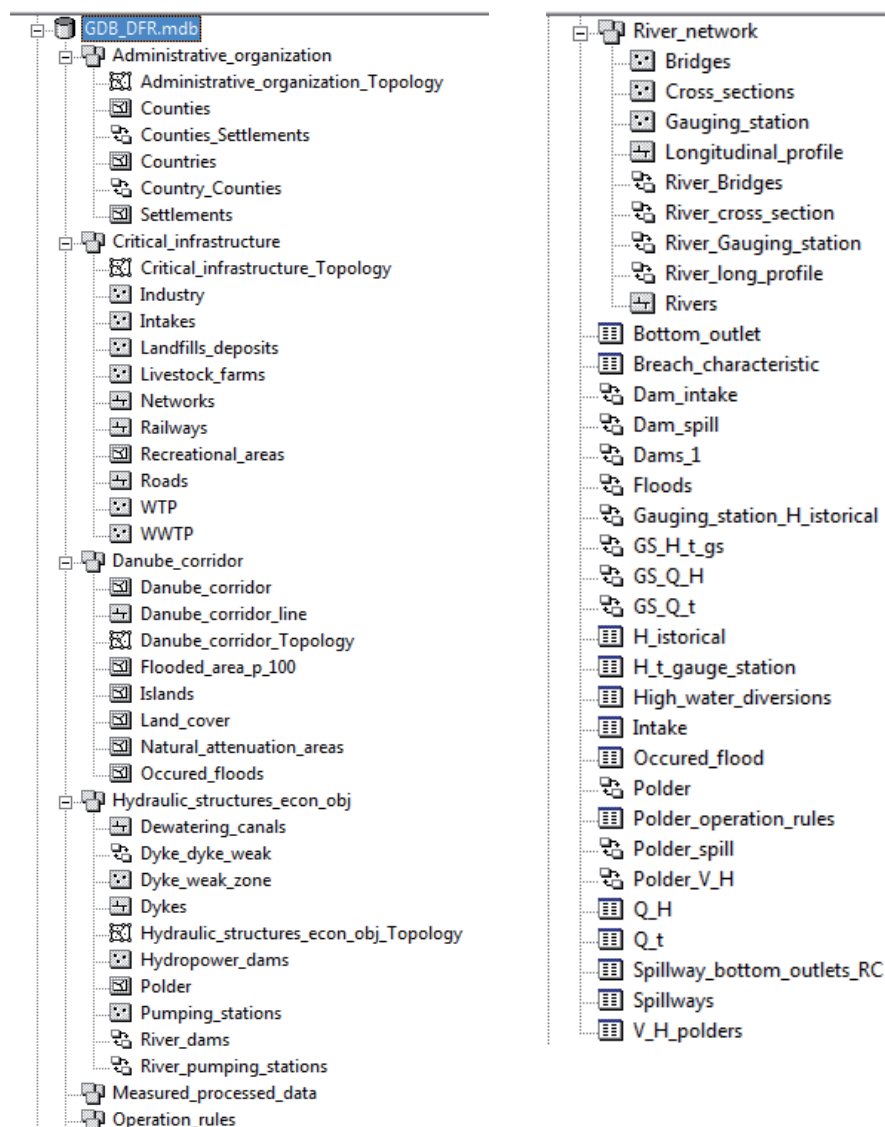 GDB_DFR.mdb
Administrative_organization
Administrative_organization_Topology
Counties
Counties_Settlements
Countries
Country_Counties
Settlements
Critical_infrastructure
Critical_infrastructure_Topology
Industry
Intakes
Landfills_deposits
Livestock_farms
Networks
Railways
Recreational_areas
Roads
WTP
WWTP
Danube_corridor
Danube_corridor
Danube_corridor_line
Danube_corridor_Topology
Flooded_area_p_100
Islands
Land_cover
Natural_attenuation_areas
Occured_floods
Hydraulic_structures_econ_obj
Dewatering_canals
Dyke_dyke_weak
Dyke_weak_zone
Dykes
Hydraulic_structures_econ_obj_Topology
Hydropower_dams
Polder
Pumping_stations
River_dams
River_pumping_stations
Measured_processed_data
Operation_rules
River_network
Bridges
Cross_sections
Gauging_station
Longitudinal_profile
River_Bridges
River_cross_section
River_Gauging_station
River_long_profile
Rivers
Bottom_outlet
Breach_characteristic
Dam_intake
Dam_spill
Dams_1
Floods
Gauging_station_H_istorical
GS_H_t_gs
GS_Q_H
GS_Q_t
H_istorical
H_t_gauge_station
High_water_diversions
Intake
Occured_flood
Polder
Polder_operation_rules
Polder_spill
Polder_V_H
Q_H
Q_t
Spillway_bottom_outlets_RC
Spillways
V_H_polders